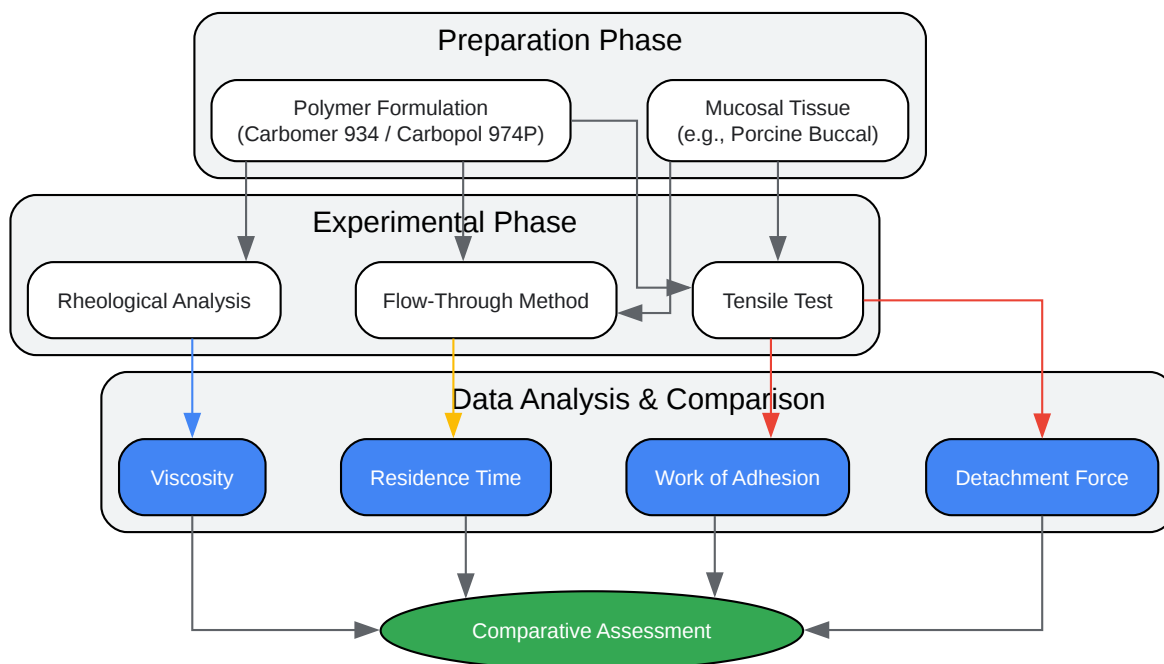 Preparation Phase
Polymer Formulation
(Carbomer 934 / Carbopol 974P)
Mucosal Tissue
(e.g., Porcine Buccal)
Experimental Phase
Rheological Analysis
Flow-Through Method
Tensile Test
Data Analysis & Comparison
Viscosity
Residence Time
Work of Adhesion
Detachment Force
Comparative Assessment